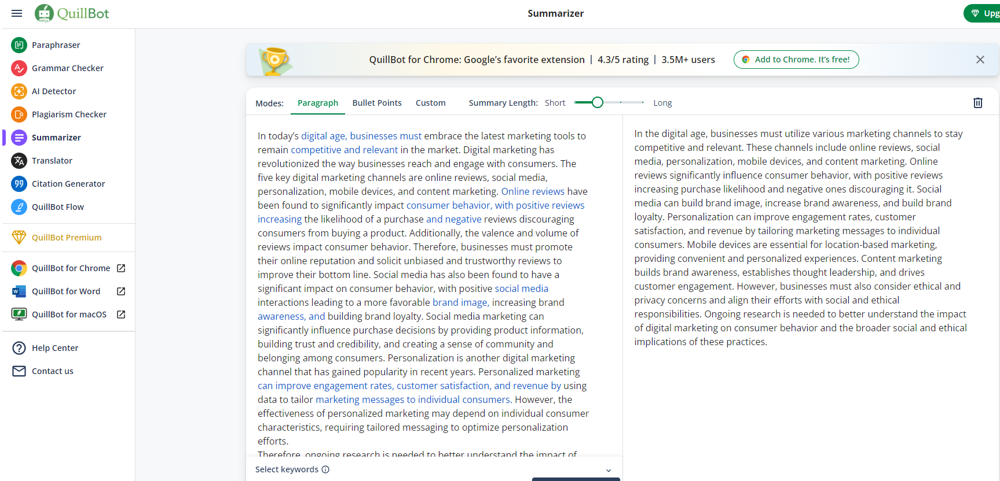 QuillBot
Summarizer
Upg
Paraphraser
Grammar Checker
AI Detector
Plagiarism Checker
Summarizer
Translator
Citation Generator
QuillBot Flow
QuillBot Premium
QuillBot for Chrome
QuillBot for Word
QuillBot for macOS
Help Center
Contact us
QuillBot for Chrome: Google’s favorite extension | 4.3/5 rating | 3.5M+ users
Add to Chrome. It’s free!
Modes: Paragraph Bullet Points Custom Summary Length: Short Long
In today’s digital age, businesses must embrace the latest marketing tools to
remain competitive and relevant in the market. Digital marketing has
revolutionized the way businesses reach and engage with consumers. The
five key digital marketing channels are online reviews, social media,
personalization, mobile devices, and content marketing. Online reviews have
been found to significantly impact consumer behavior, with positive reviews
increasing the likelihood of a purchase and negative reviews discouraging
consumers from buying a product. Additionally, the valence and volume of
reviews impact consumer behavior. Therefore, businesses must promote
their online reputation and solicit unbiased and trustworthy reviews to
improve their bottom line. Social media has also been found to have a
significant impact on consumer behavior, with positive social media
interactions leading to a more favorable brand image, increasing brand
awareness, and building brand loyalty. Social media marketing can
significantly influence purchase decisions by providing product information,
building trust and credibility, and creating a sense of community and
belonging among consumers. Personalization is another digital marketing
channel that has gained popularity in recent years. Personalized marketing
can improve engagement rates, customer satisfaction, and revenue by using
data to tailor marketing messages to individual consumers. However, the
effectiveness of personalized marketing may depend on individual consumer
characteristics, requiring tailored messaging to optimize personalization
efforts.
Therefore, ongoing research is needed to better understand the impact of
Select keywords
In the digital age, businesses must utilize various marketing channels to stay
competitive and relevant. These channels include online reviews, social
media, personalization, mobile devices, and content marketing. Online
reviews significantly influence consumer behavior, with positive reviews
increasing purchase likelihood and negative ones discouraging it. Social
media can build brand image, increase brand awareness, and build brand
loyalty. Personalization can improve engagement rates, customer
satisfaction, and revenue by tailoring marketing messages to individual
consumers. Mobile devices are essential for location-based marketing,
providing convenient and personalized experiences. Content marketing
builds brand awareness, establishes thought leadership, and drives
customer engagement. However, businesses must also consider ethical and
privacy concerns and align their efforts with social and ethical
responsibilities. Ongoing research is needed to better understand the impact
of digital marketing on consumer behavior and the broader social and ethical
implications of these practices.